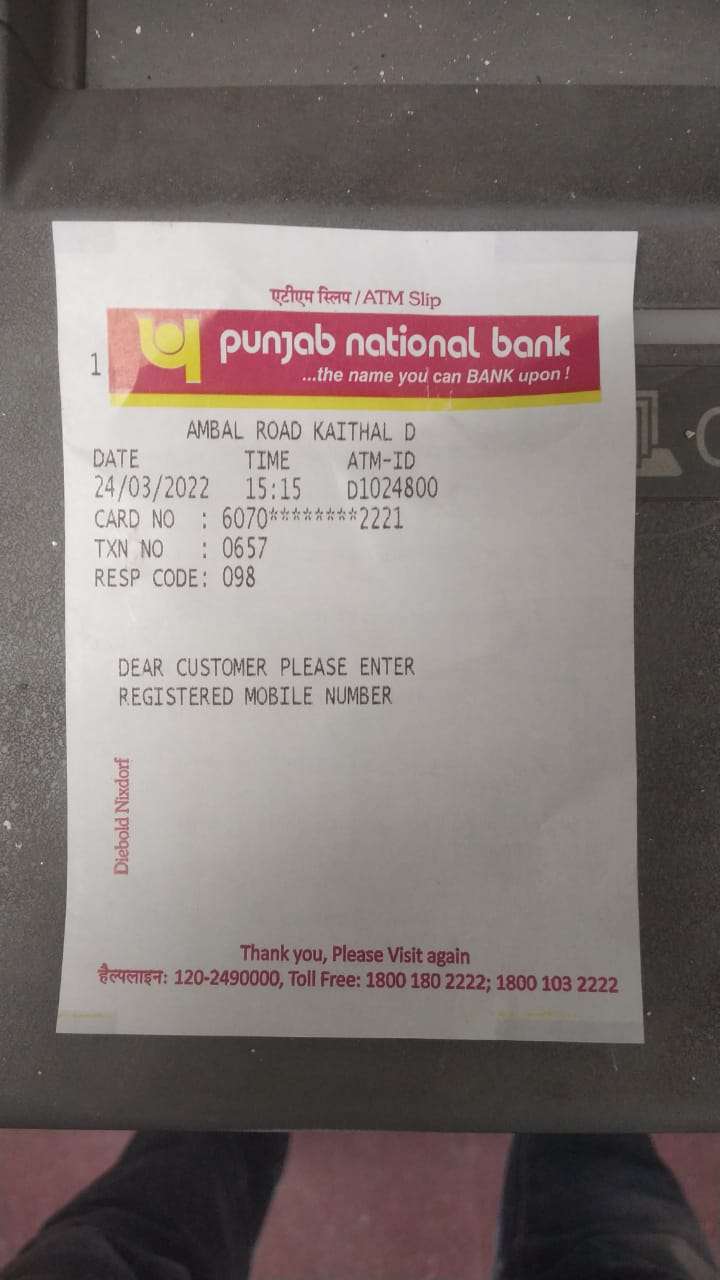 एटीएम स्लिप / ATM Slip
punjab national bank
...the name you can BANK upon !
1
AMBAL ROAD KAITHAL D
DATE TIME ATM-ID
24/03/2022 15:15 D1024800
CARD NO : 6070********2221
TXN NO : 0657
RESP CODE: 098
DEAR CUSTOMER PLEASE ENTER
REGISTERED MOBILE NUMBER
Diebold Nixdorf
Thank you, Please Visit again
हैल्पलाइन: 120-2490000, Toll Free: 1800 180 2222; 1800 103 2222